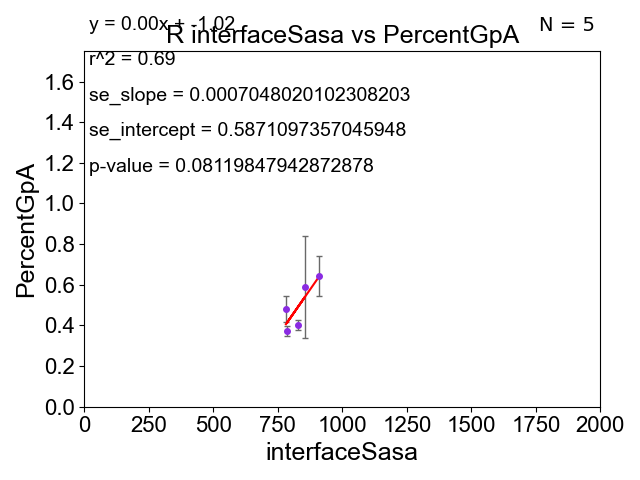 y = 0.00x + -1.02
N = 5
R interfaceSasa vs PercentGpA
r^2 = 0.69
se_slope = 0.0007048020102308203
se_intercept = 0.5871097357045948
p-value = 0.08119847942872878
PercentGpA
1.6
1.4
1.2
1.0
0.8
0.6
0.4
0.2
0.0
0 250 500 750 1000 1250 1500 1750 2000
interfaceSasa